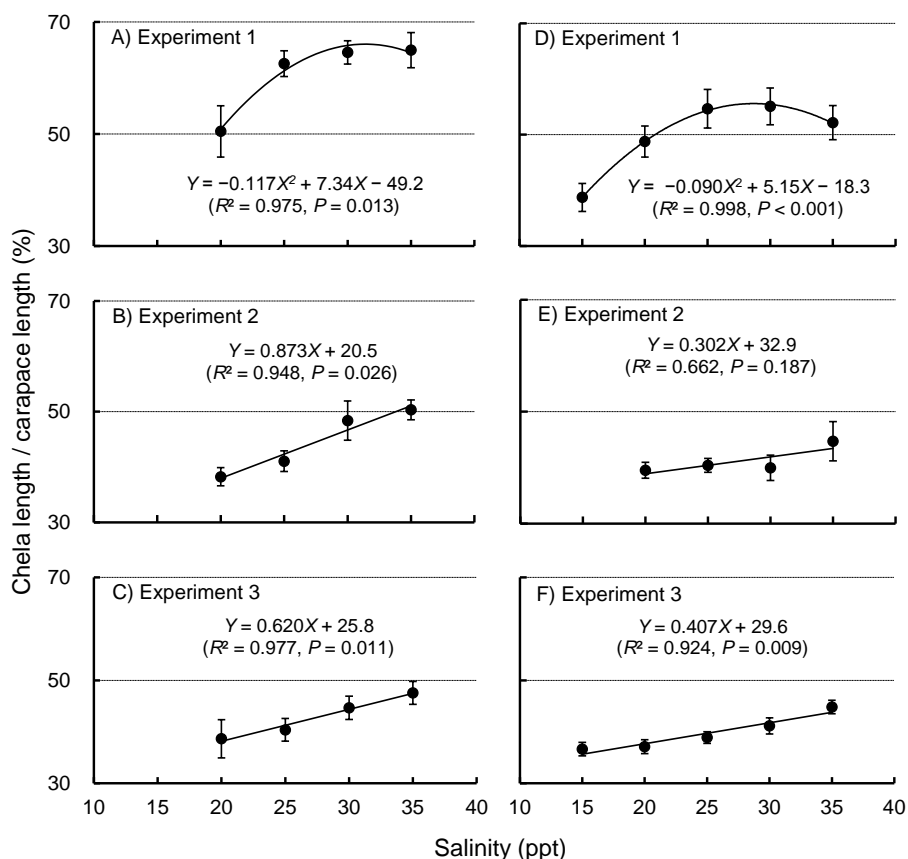 Chela length / carapace length (%)
70
50
30
A) Experiment 1
Y = −0.117X² + 7.34X − 49.2
(R² = 0.975, P = 0.013)
D) Experiment 1
Y = −0.090X² + 5.15X − 18.3
(R² = 0.998, P < 0.001)
70
50
30
B) Experiment 2
Y = 0.873X + 20.5
(R² = 0.948, P = 0.026)
E) Experiment 2
Y = 0.302X + 32.9
(R² = 0.662, P = 0.187)
70
50
30
C) Experiment 3
Y = 0.620X + 25.8
(R² = 0.977, P = 0.011)
F) Experiment 3
Y = 0.407X + 29.6
(R² = 0.924, P = 0.009)
10 15 20 25 30 35 40
10 15 20 25 30 35 40
Salinity (ppt)